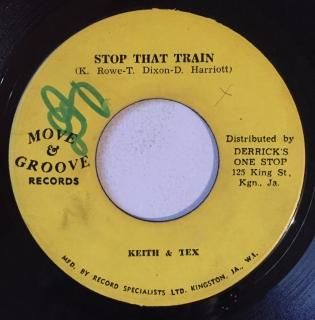 STOP THAT TRAIN
(K. Rowe-T. Dixon-D. Harriott)
MOVE
&
GROOVE
RECORDS
Distributed by
DERRICK'S
ONE STOP
125 King St,
Kgn., Ja.
KEITH & TEX
MFD. BY RECORD SPECIALISTS LTD. KINGSTON, JA., W.I.